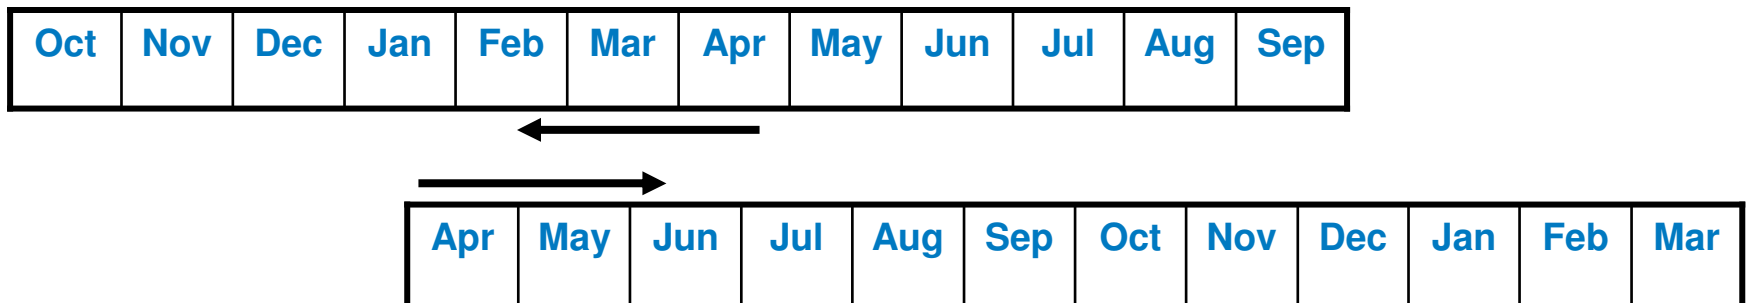 Oct Nov Dec Jan Feb Mar Apr May Jun Jul Aug Sep
Apr May Jun Jul Aug Sep Oct Nov Dec Jan Feb Mar